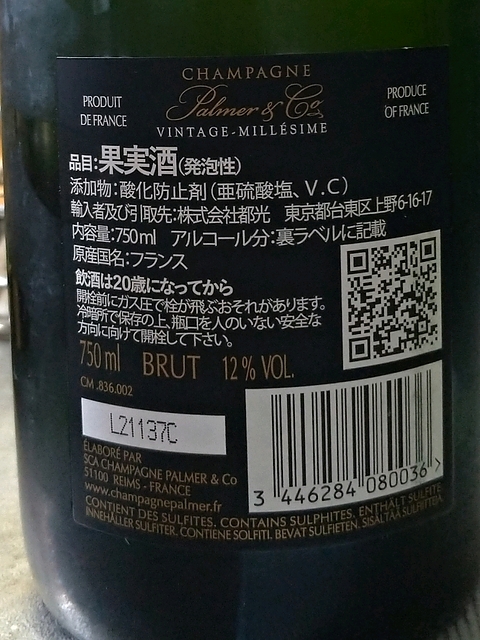 CHAMPAGNE
PRODUIT
DE FRANCE
Palmer & Co
PRODUCE
OF FRANCE
VINTAGE-MILLÉSIME
品目:果実酒(発泡性)
添加物:酸化防止剤(亜硫酸塩、V.C)
輸入者及び引取先:株式会社都光 東京都台東区上野6-16-17
内容量:750ml アルコール分:裏ラベルに記載
原産国名:フランス
飲酒は20歳になってから
開栓前にガス圧で栓が飛ぶおそれがあります。
冷暗所で保存の上、瓶口を人のいない安全な
方向に向けて開栓して下さい。
750 ml BRUT 12 % VOL.
CM .836.002
L21137C
ÉLABORÉ PAR
SCA CHAMPAGNE PALMER & Co
51100 REIMS - FRANCE
www.champagnepalmer.fr
3 446284 080036 >
CONTIENT DES SULFITES. CONTAINS SULPHITES. ENTHÄLT SULFITE
INNEHÅLLER SULFITER. CONTIENE SOLFITI. BEVAT SULFIETEN. SISÄLTÄÄ SULFIITTEJA